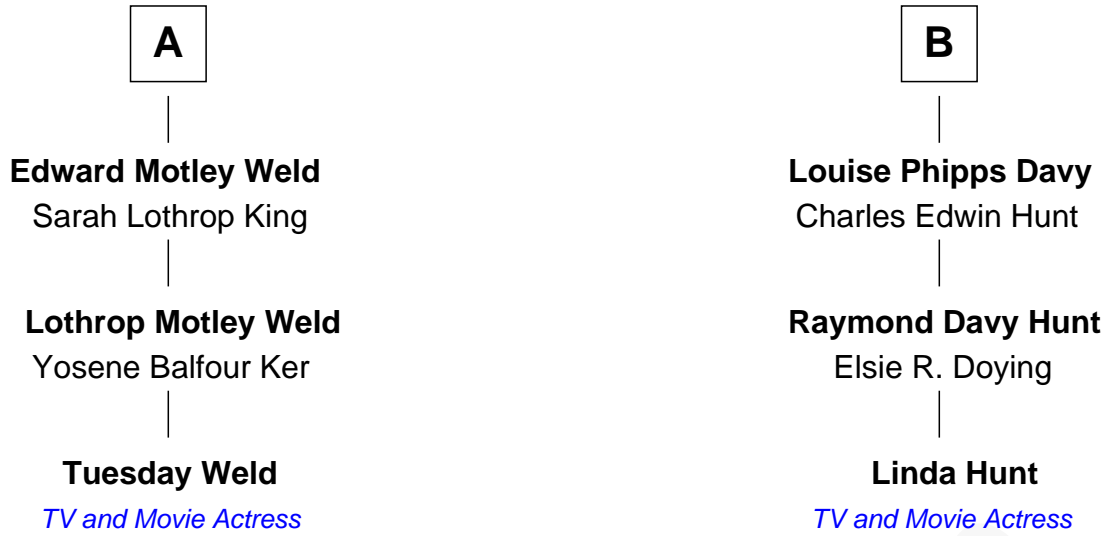 A
Edward Motley Weld
Sarah Lothrop King
Lothrop Motley Weld
Yosene Balfour Ker
Tuesday Weld
TV and Movie Actress
B
Louise Phipps Davy
Charles Edwin Hunt
Raymond Davy Hunt
Elsie R. Doying
Linda Hunt
TV and Movie Actress